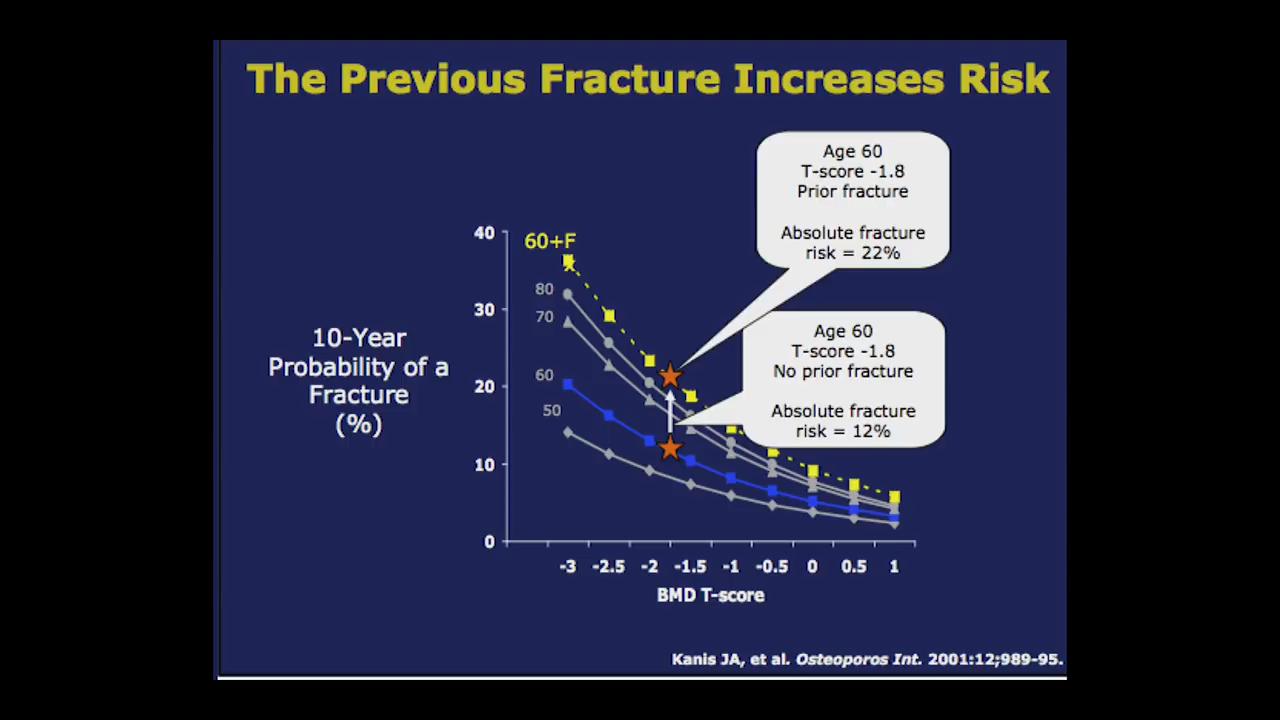 The Previous Fracture Increases Risk
Age 60
T-score -1.8
Prior fracture
Absolute fracture
risk = 22%
40
60+F
80
30
70
10-Year
Probability of a
Fracture
(%)
Age 60
T-score -1.8
No prior fracture
Absolute fracture
risk = 12%
60
20
50
10
0
-3 -2.5 -2 -1.5 -1 -0.5 0 0.5 1
BMD T-score
Kanis JA, et al. Osteoporos Int. 2001:12;989-95.